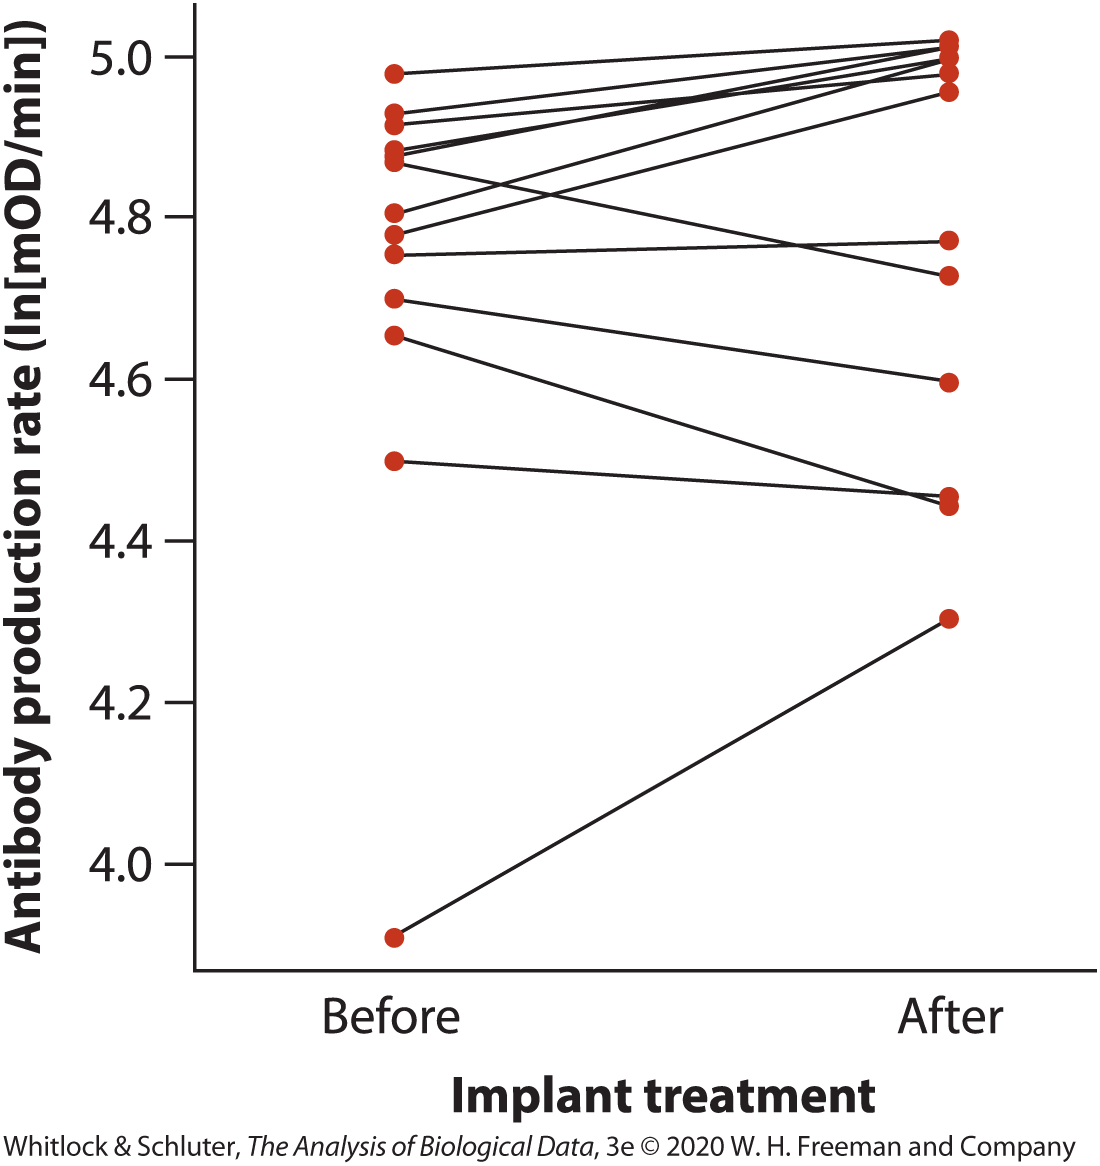 Antibody production rate (ln[mOD/min])
5.0
4.8
4.6
4.4
4.2
4.0
Before After
Implant treatment
Whitlock & Schluter, The Analysis of Biological Data, 3e © 2020 W. H. Freeman and Company